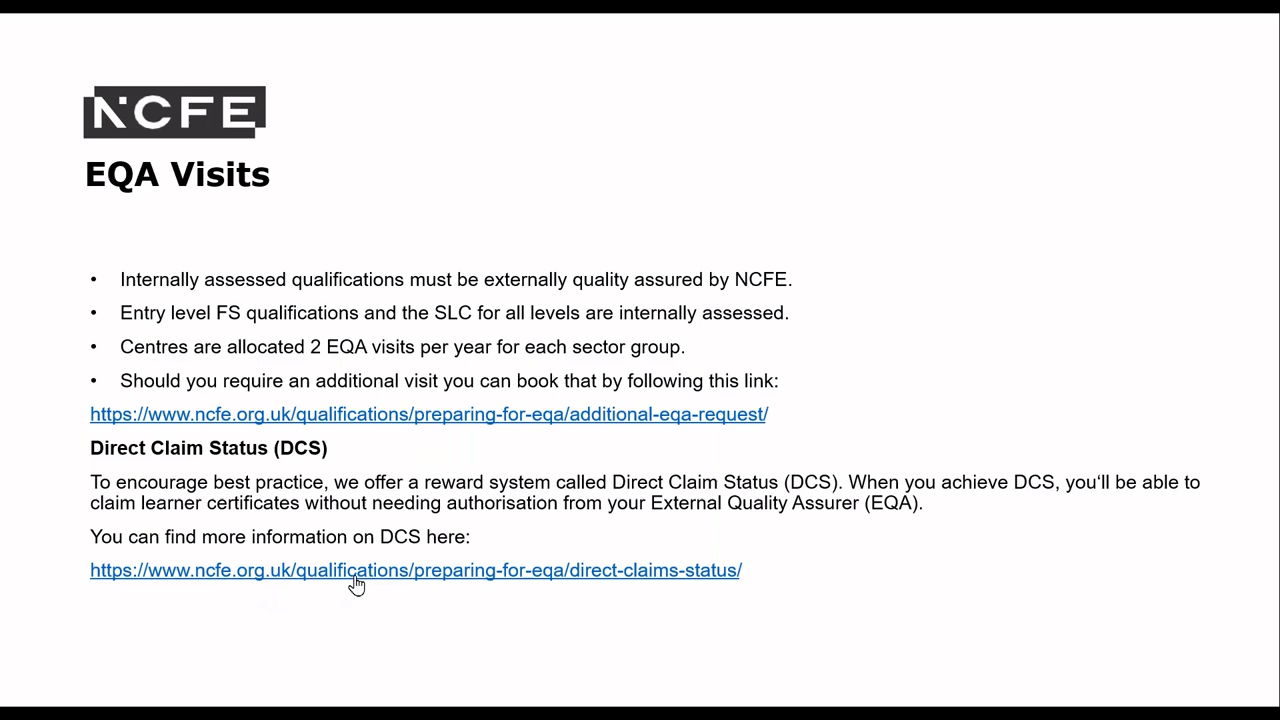 NCFE
EQA Visits
• Internally assessed qualifications must be externally quality assured by NCFE.
• Entry level FS qualifications and the SLC for all levels are internally assessed.
• Centres are allocated 2 EQA visits per year for each sector group.
• Should you require an additional visit you can book that by following this link:
https://www.ncfe.org.uk/qualifications/preparing-for-eqa/additional-eqa-request/
Direct Claim Status (DCS)
To encourage best practice, we offer a reward system called Direct Claim Status (DCS). When you achieve DCS, you‘ll be able to
claim learner certificates without needing authorisation from your External Quality Assurer (EQA).
You can find more information on DCS here:
https://www.ncfe.org.uk/qualifications/preparing-for-eqa/direct-claims-status/